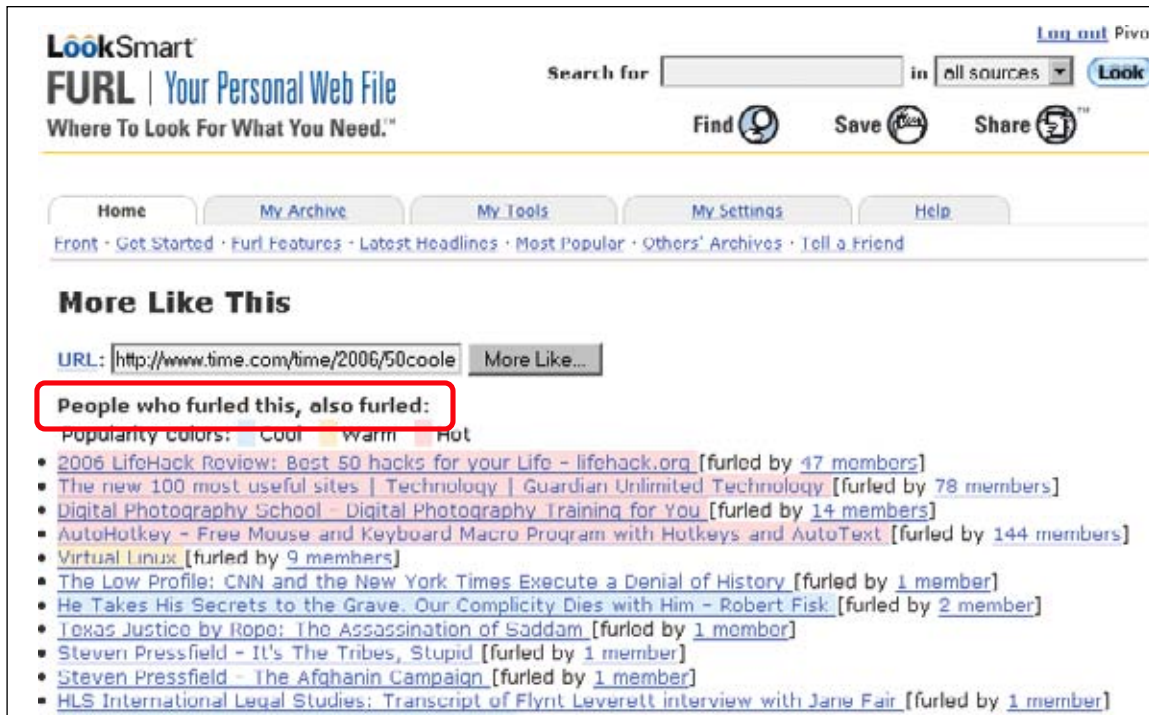 Log out Pivo
LookSmart
Search for in all sources Look
FURL | Your Personal Web File
Where To Look For What You Need.™
Find Save Share ™
Home My Archive My Tools My Settings Help
Front · Get Started · Furl Features · Latest Headlines · Most Popular · Others' Archives · Tell a Friend
More Like This
URL: http://www.time.com/time/2006/50coole More Like...
People who furled this, also furled:
Popularity colors: Cool Warm Hot
• 2006 LifeHack Review: Best 50 hacks for your Life - lifehack.org [furled by 47 members]
• The new 100 most useful sites | Technology | Guardian Unlimited Technology [furled by 78 members]
• Digital Photography School - Digital Photography Training for You [furled by 14 members]
• AutoHotkey - Free Mouse and Keyboard Macro Program with Hotkeys and AutoText [furled by 144 members]
• Virtual Linux [furled by 9 members]
• The Low Profile: CNN and the New York Times Execute a Denial of History [furled by 1 member]
• He Takes His Secrets to the Grave. Our Complicity Dies with Him - Robert Fisk [furled by 2 member]
• Texas Justice by Rope: The Assassination of Saddam [furled by 1 member]
• Steven Pressfield - It's The Tribes, Stupid [furled by 1 member]
• Steven Pressfield - The Afghanin Campaign [furled by 1 member]
• HLS International Legal Studies: Transcript of Flynt Leverett interview with Jane Fair [furled by 1 member]